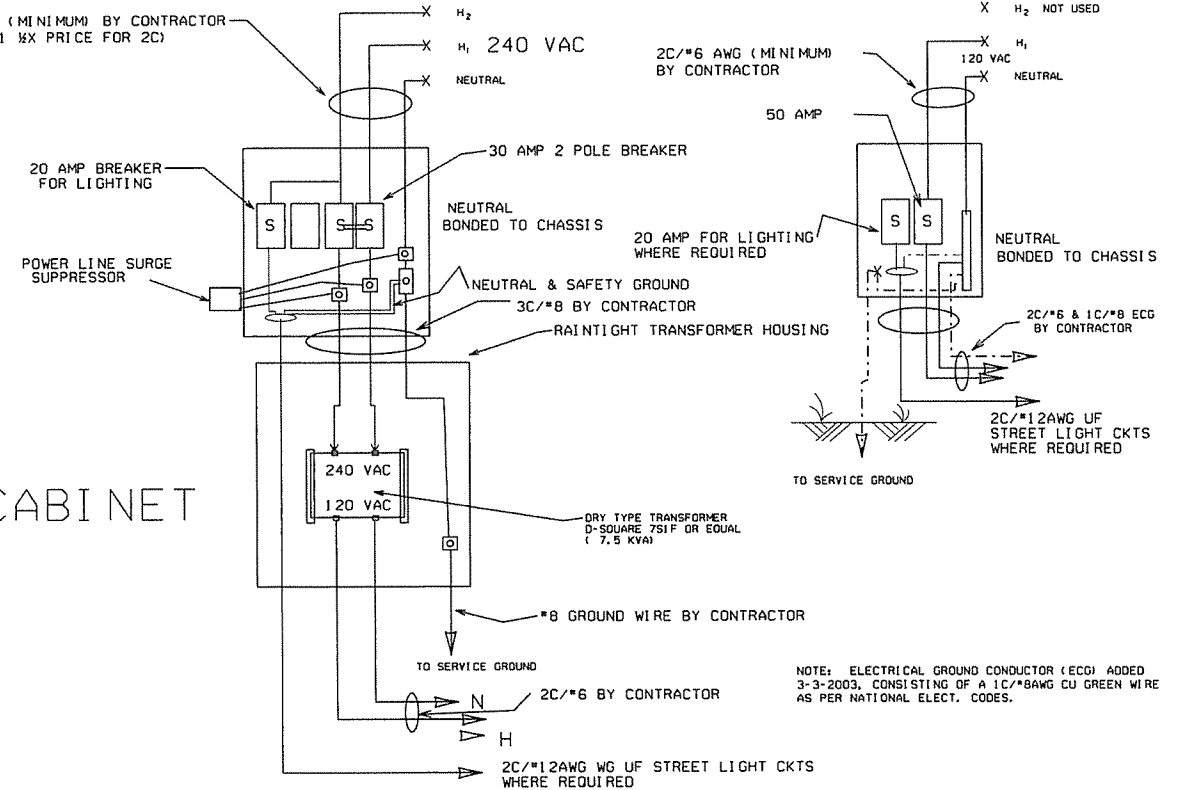 (MINIMUM) BY CONTRACTOR
1 ½X PRICE FOR 2C)
H2
H1 240 VAC
NEUTRAL
20 AMP BREAKER
FOR LIGHTING
30 AMP 2 POLE BREAKER
S
S
S
NEUTRAL
BONDED TO CHASSIS
POWER LINE SURGE
SUPPRESSOR
NEUTRAL & SAFETY GROUND
3C/#8 BY CONTRACTOR
RAINTIGHT TRANSFORMER HOUSING
CABINET
240 VAC
120 VAC
DRY TYPE TRANSFORMER
D-SQUARE 7S1F OR EQUAL
( 7.5 KVA)
#8 GROUND WIRE BY CONTRACTOR
TO SERVICE GROUND
2C/#6 BY CONTRACTOR
N
H
2C/#12AWG WG UF STREET LIGHT CKTS
WHERE REQUIRED
H2 NOT USED
2C/#6 AWG (MINIMUM)
BY CONTRACTOR
H1
120 VAC
NEUTRAL
50 AMP
S
S
20 AMP FOR LIGHTING
WHERE REQUIRED
NEUTRAL
BONDED TO CHASSIS
2C/#6 & 1C/#8 ECG
BY CONTRACTOR
2C/#12AWG UF
STREET LIGHT CKTS
WHERE REQUIRED
TO SERVICE GROUND
NOTE: ELECTRICAL GROUND CONDUCTOR (ECG) ADDED
3-3-2003, CONSISTING OF A 1C/#8AWG CU GREEN WIRE
AS PER NATIONAL ELECT. CODES.